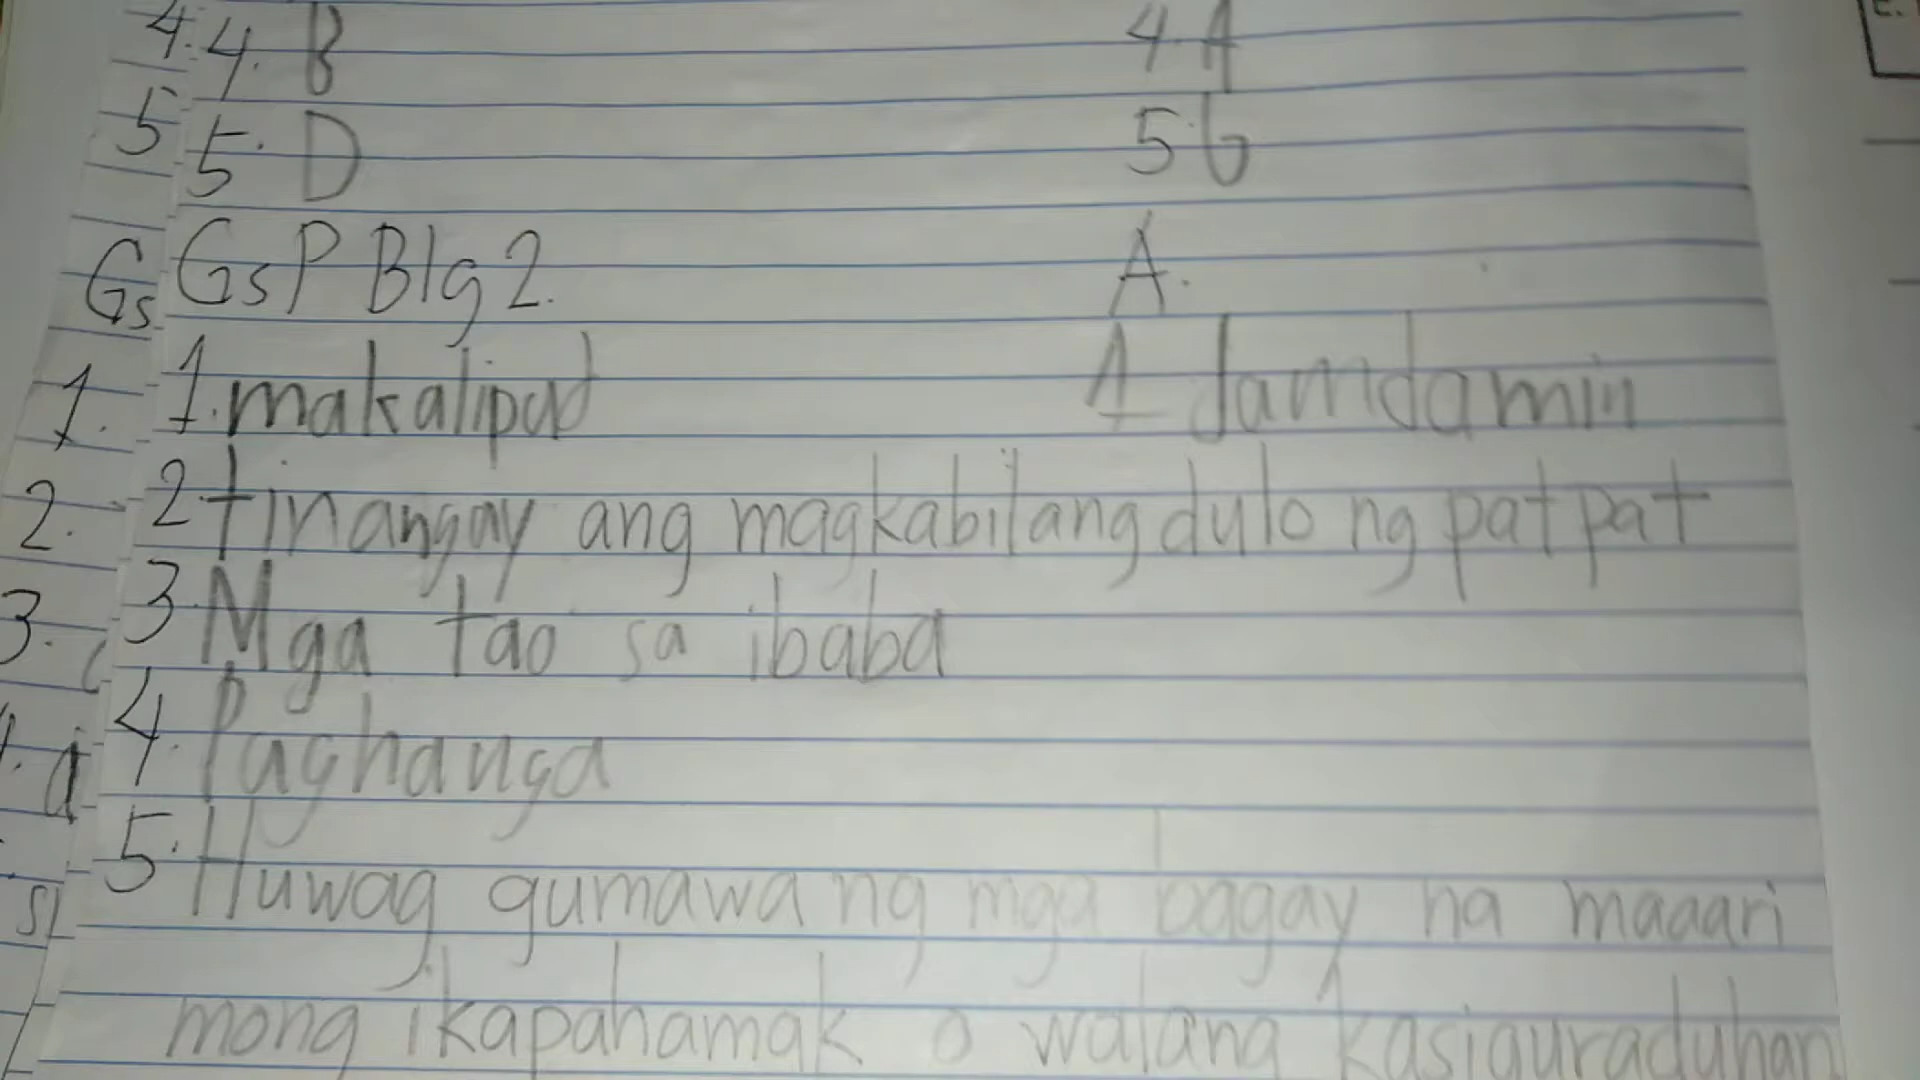 4. B
5. D
GsP Blg 2.
1. makalipad
2 tinangay ang magkabilang dulo ng patpat
3. Mga tao sa ibaba
4. Paghanga
5. Huwag gumawa ng mga bagay na maaari
mong ikapahamak o walang kasiguraduhan
4. A
5.
A.
1 damdamin
4.
5
Gs
1.
2.
3.